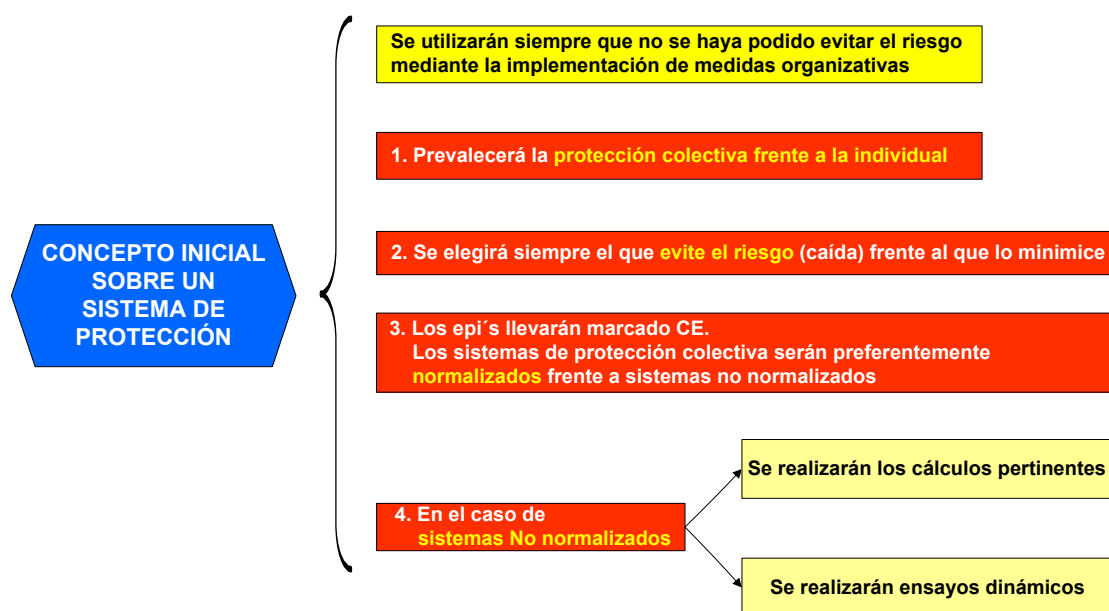 CONCEPTO INICIAL
SOBRE UN
SISTEMA DE
PROTECCIÓN
Se utilizarán siempre que no se haya podido evitar el riesgo
mediante la implementación de medidas organizativas
1. Prevalecerá la protección colectiva frente a la individual
2. Se elegirá siempre el que evite el riesgo (caída) frente al que lo minimice
3. Los epi´s llevarán marcado CE.
Los sistemas de protección colectiva serán preferentemente
normalizados frente a sistemas no normalizados
4. En el caso de
sistemas No normalizados
Se realizarán los cálculos pertinentes
Se realizarán ensayos dinámicos